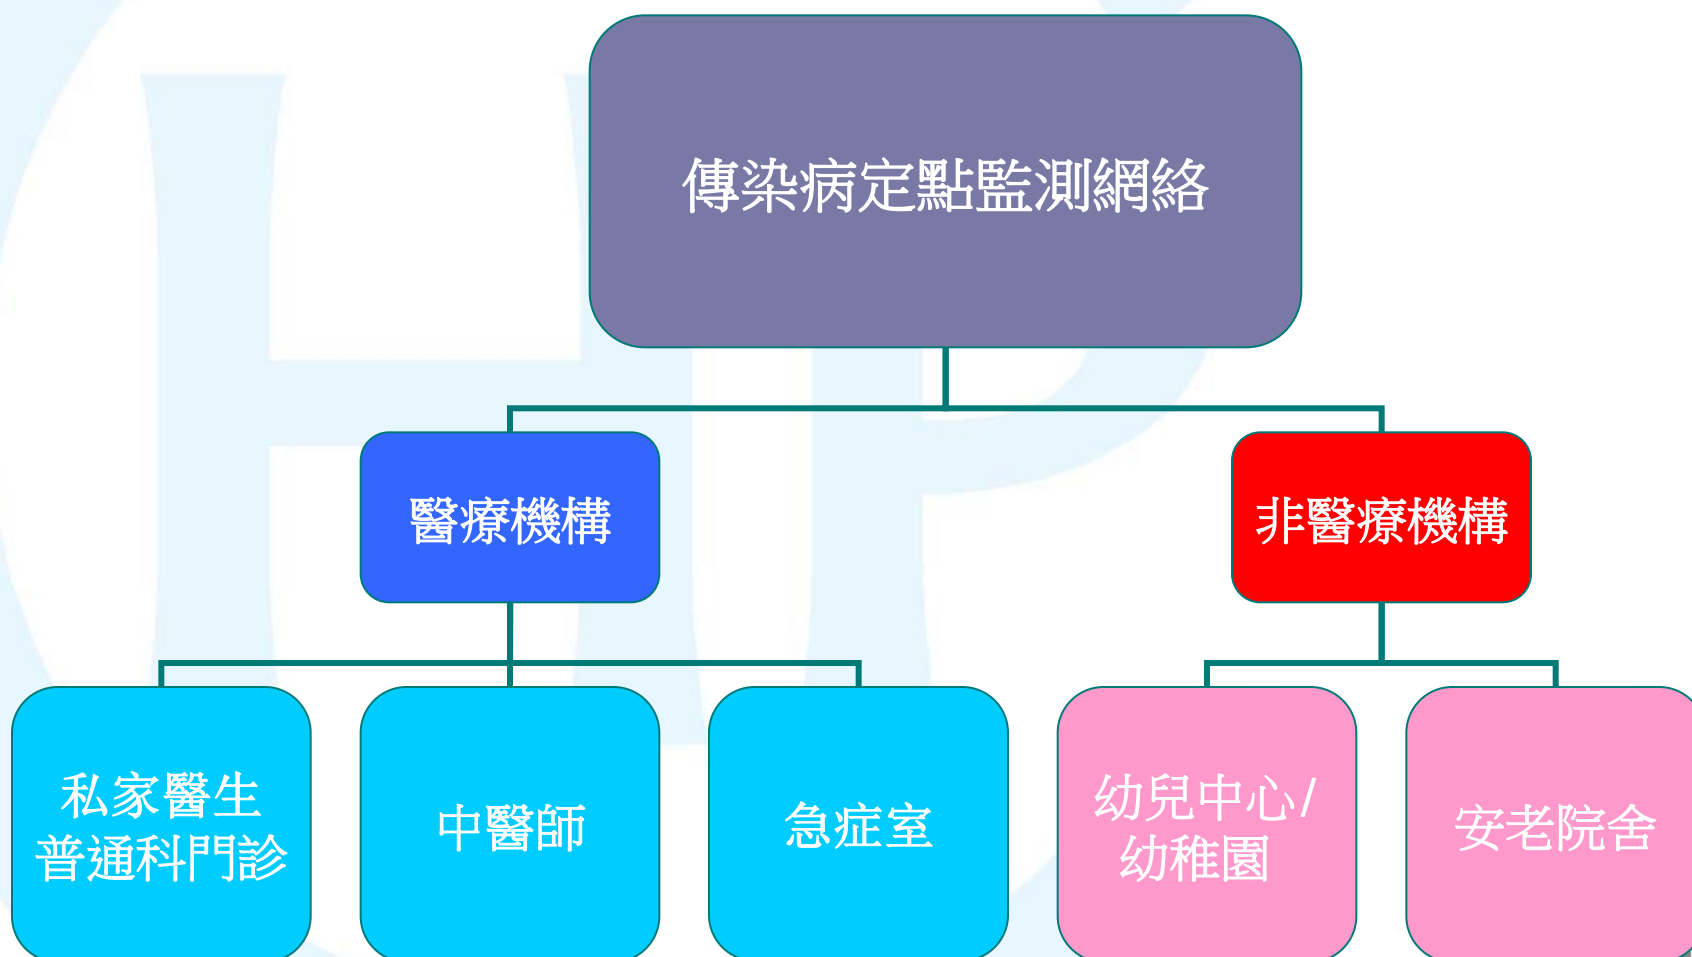 傳染病定點監測網絡
醫療機構
非醫療機構
私家醫生
普通科門診
中醫師
急症室
幼兒中心/
幼稚園
安老院舍